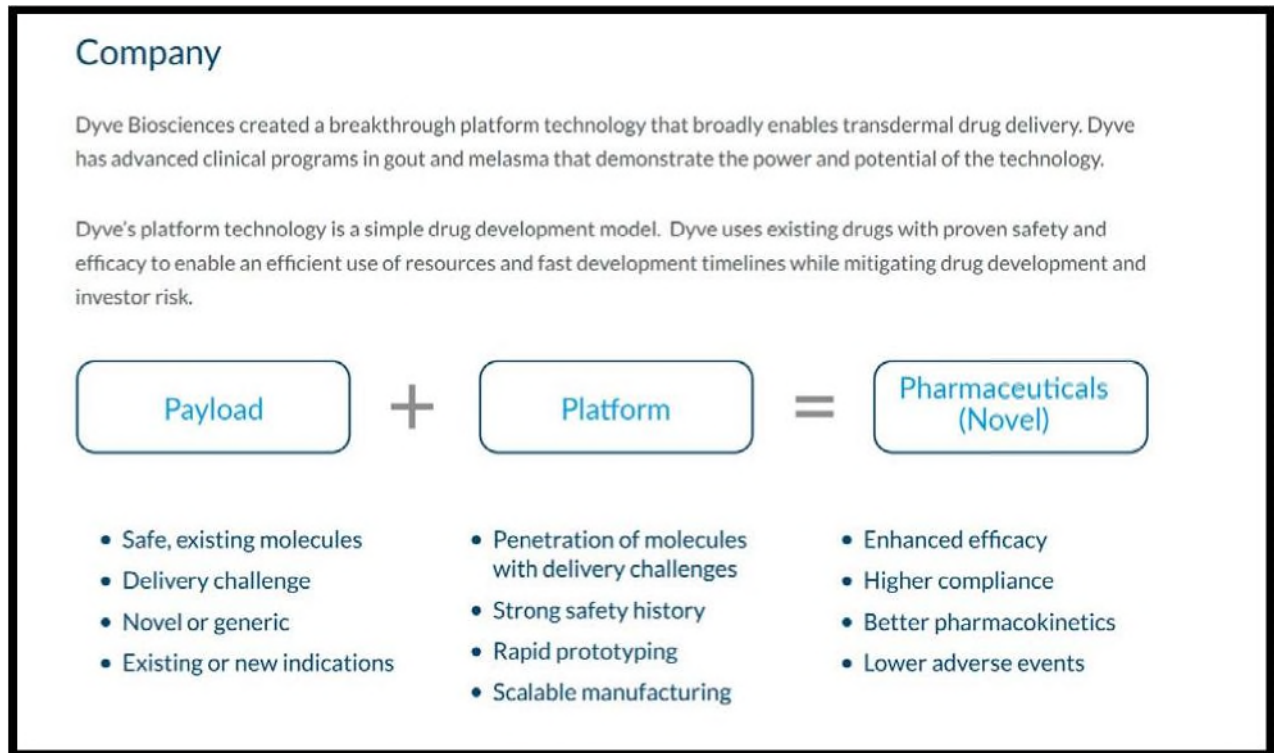 Company
Dyve Biosciences created a breakthrough platform technology that broadly enables transdermal drug delivery. Dyve
has advanced clinical programs in gout and melasma that demonstrate the power and potential of the technology.
Dyve's platform technology is a simple drug development model.  Dyve uses existing drugs with proven safety and
efficacy to enable an efficient use of resources and fast development timelines while mitigating drug development and
investor risk.
Payload
+
Platform
=
Pharmaceuticals
(Novel)
• Safe, existing molecules
• Delivery challenge
• Novel or generic
• Existing or new indications
• Penetration of molecules
with delivery challenges
• Strong safety history
• Rapid prototyping
• Scalable manufacturing
• Enhanced efficacy
• Higher compliance
• Better pharmacokinetics
• Lower adverse events